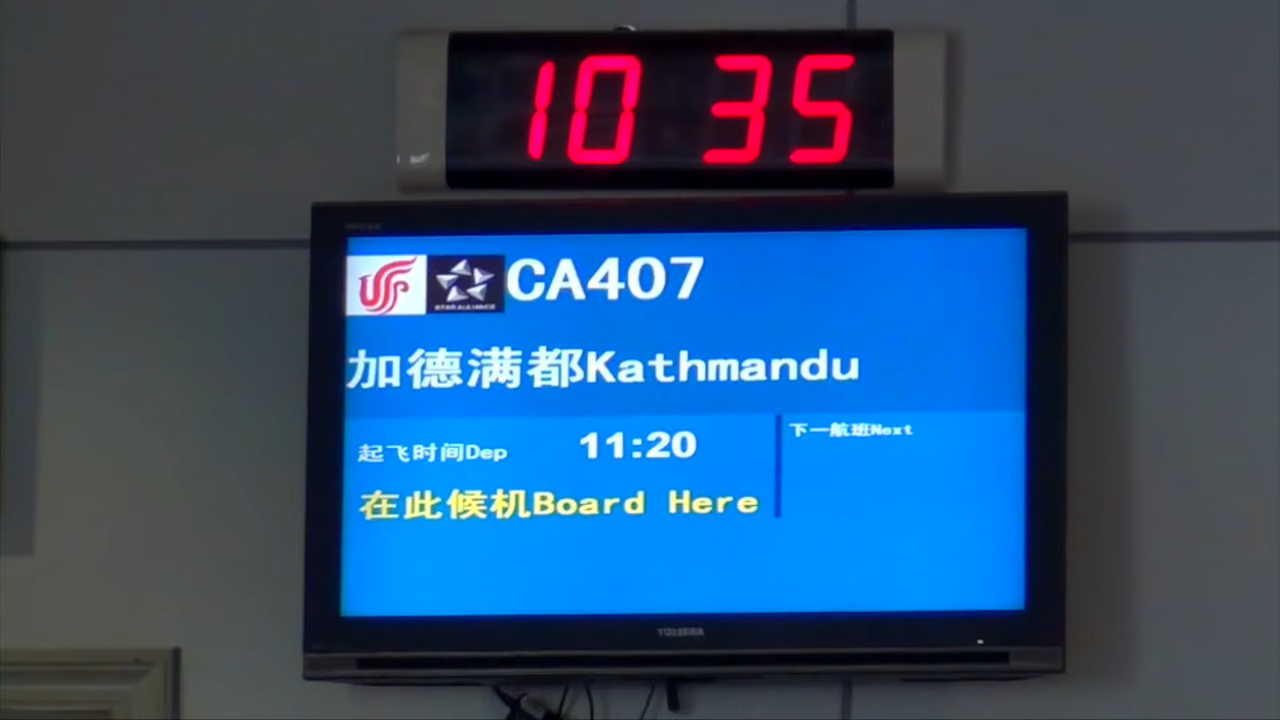 10 35
CA407
STAR ALLIANCE
加德满都Kathmandu
起飞时间Dep 11:20
下一航班Next
在此候机Board Here